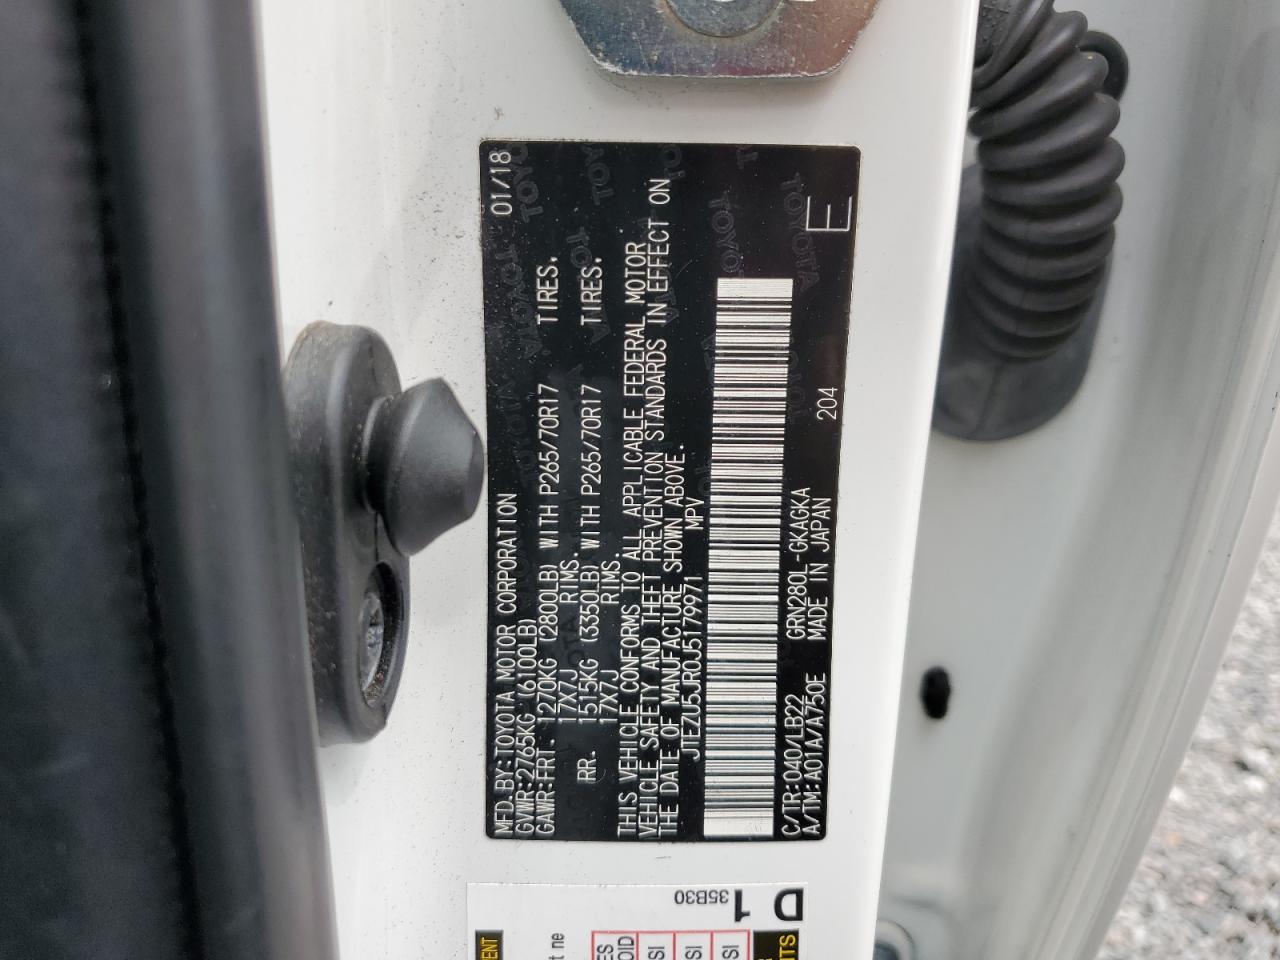 MFD. BY: TOYOTA MOTOR CORPORATION 01/18
GVWR: 2765KG (6100LB)
GAWR: FRT. 1270KG (2800LB) WITH P265/70R17 TIRES.
17X7J RIMS.
RR. 1515KG (3350LB) WITH P265/70R17 TIRES.
17X7J RIMS.
THIS VEHICLE CONFORMS TO ALL APPLICABLE FEDERAL MOTOR
VEHICLE SAFETY AND THEFT PREVENTION STANDARDS IN EFFECT ON
THE DATE OF MANUFACTURE SHOWN ABOVE.
JTEZU5JR0J5179971 MPV
C/TR: 040/LB22 GRN280L-GKAGKA 204
A/TM: A01A/A750E MADE IN JAPAN
E
D 1
35B30